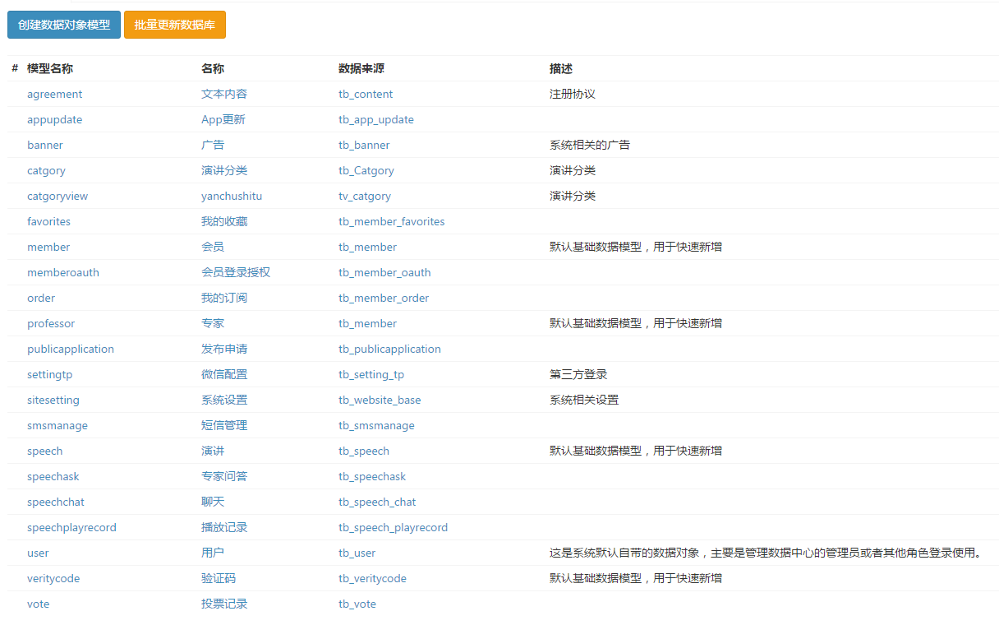 创建数据对象模型 批量更新数据库
# 模型名称 名称 数据来源 描述
agreement 文本内容 tb_content 注册协议
appupdate App更新 tb_app_update
banner 广告 tb_banner 系统相关的广告
catgory 演讲分类 tb_Catgory 演讲分类
catgoryview yanchushitu tv_catgory 演讲分类
favorites 我的收藏 tb_member_favorites
member 会员 tb_member 默认基础数据模型，用于快速新增
memberoauth 会员登录授权 tb_member_oauth
order 我的订阅 tb_member_order
professor 专家 tb_member 默认基础数据模型，用于快速新增
publicapplication 发布申请 tb_publicapplication
settingtp 微信配置 tb_setting_tp 第三方登录
sitesetting 系统设置 tb_website_base 系统相关设置
smsmanage 短信管理 tb_smsmanage
speech 演讲 tb_speech 默认基础数据模型，用于快速新增
speechask 专家问答 tb_speechask
speechchat 聊天 tb_speech_chat
speechplayrecord 播放记录 tb_speech_playrecord
user 用户 tb_user 这是系统默认自带的数据对象，主要是管理数据中心的管理员或者其他角色登录使用。
veritycode 验证码 tb_veritycode 默认基础数据模型，用于快速新增
vote 投票记录 tb_vote